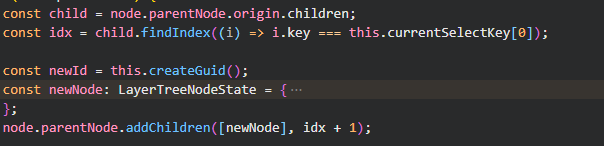 const child = node.parentNode.origin.children;
const idx = child.findIndex((i) => i.key === this.currentSelectKey[0]);
const newId = this.createGuid();
const newNode: LayerTreeNodeState = {···
};
node.parentNode.addChildren([newNode], idx + 1);